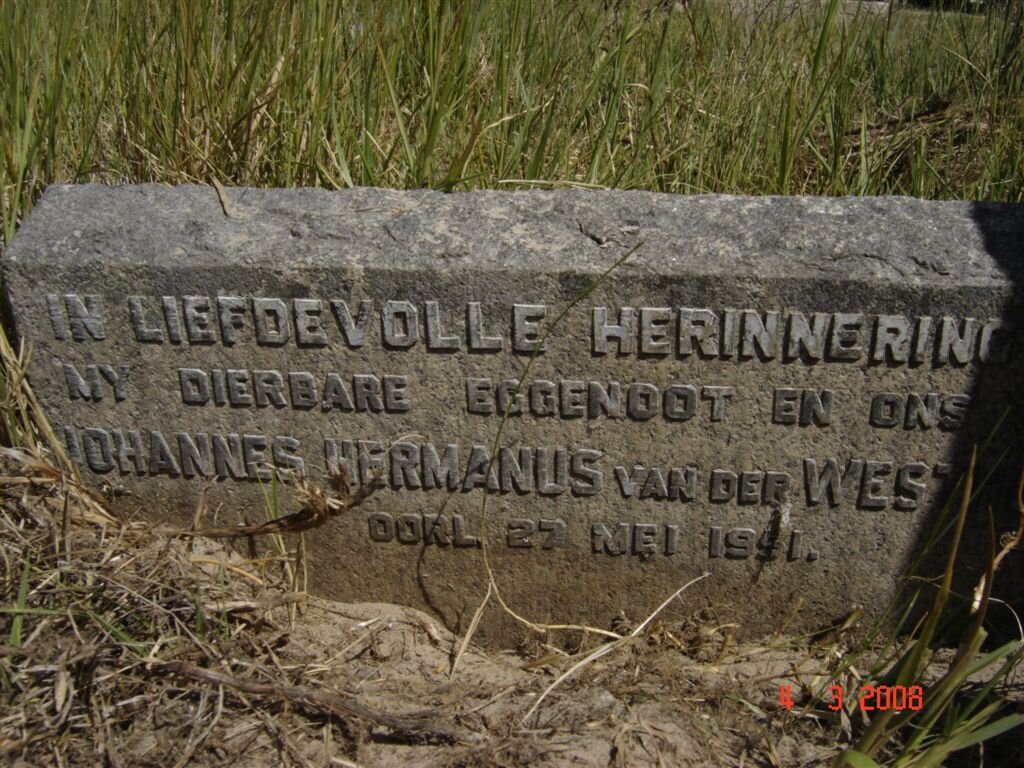 IN LIEFDEVOLLE HERINNERING
MY DIERBARE EGGENOOT EN ONS
JOHANNES HERMANUS VAN DER WEST
OORL. 27 MEI 1941.
4 3 2008